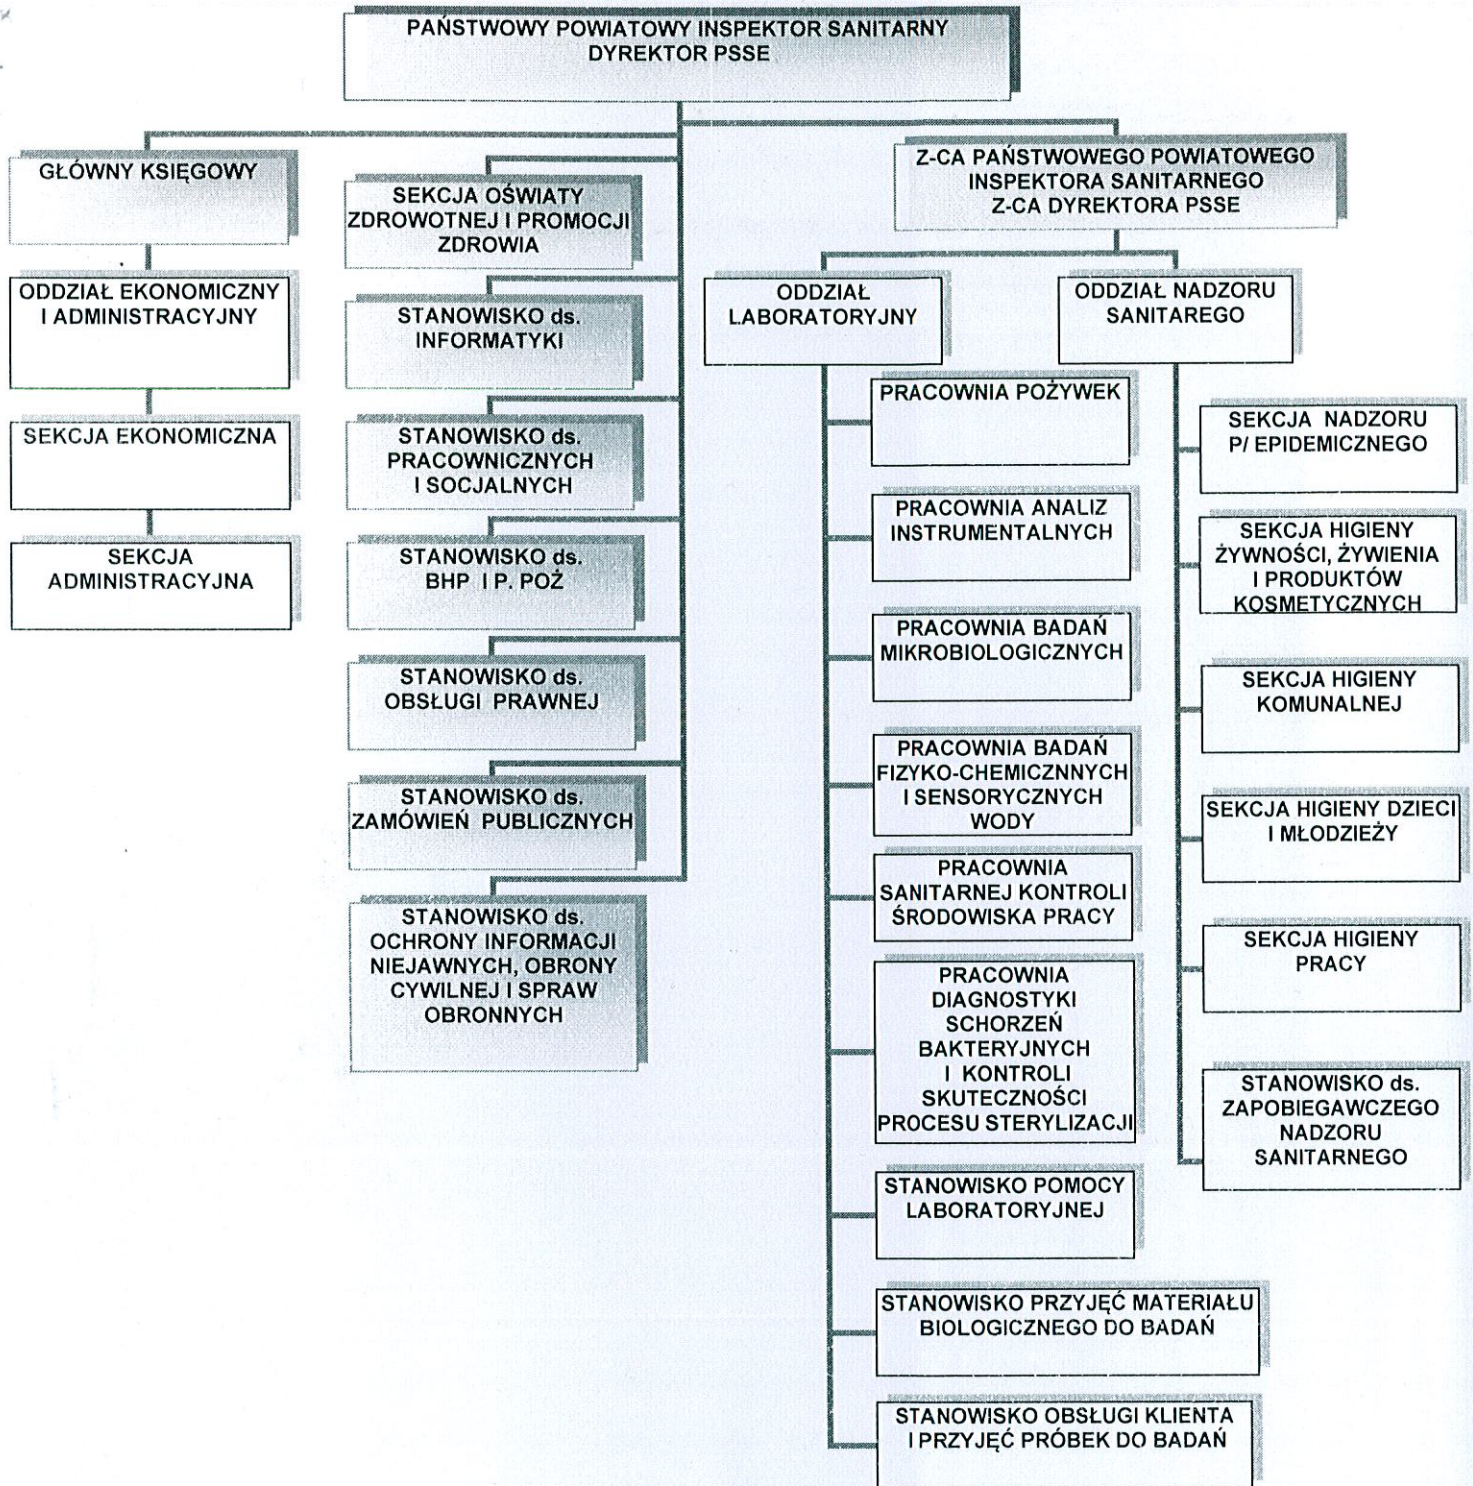 PAŃSTWOWY POWIATOWY INSPEKTOR SANITARNY
DYREKTOR PSSE
GŁÓWNY KSIĘGOWY
ODDZIAŁ EKONOMICZNY
I ADMINISTRACYJNY
SEKCJA EKONOMICZNA
SEKCJA
ADMINISTRACYJNA
SEKCJA OŚWIATY
ZDROWOTNEJ I PROMOCJI
ZDROWIA
STANOWISKO ds.
INFORMATYKI
STANOWISKO ds.
PRACOWNICZNYCH
I SOCJALNYCH
STANOWISKO ds.
BHP I P. POŻ
STANOWISKO ds.
OBSŁUGI PRAWNEJ
STANOWISKO ds.
ZAMÓWIEŃ PUBLICZNYCH
STANOWISKO ds.
OCHRONY INFORMACJI
NIEJAWNYCH, OBRONY
CYWILNEJ I SPRAW
OBRONNYCH
Z-CA PAŃSTWOWEGO POWIATOWEGO
INSPEKTORA SANITARNEGO
Z-CA DYREKTORA PSSE
ODDZIAŁ
LABORATORYJNY
PRACOWNIA POŻYWEK
PRACOWNIA ANALIZ
INSTRUMENTALNYCH
PRACOWNIA BADAŃ
MIKROBIOLOGICZNYCH
PRACOWNIA BADAŃ
FIZYKO-CHEMICZNNYCH
I SENSORYCZNYCH
WODY
PRACOWNIA
SANITARNEJ KONTROLI
ŚRODOWISKA PRACY
PRACOWNIA
DIAGNOSTYKI
SCHORZEŃ
BAKTERYJNYCH
I KONTROLI
SKUTECZNOŚCI
PROCESU STERYLIZACJI
STANOWISKO POMOCY
LABORATORYJNEJ
STANOWISKO PRZYJĘĆ MATERIAŁU
BIOLOGICZNEGO DO BADAŃ
STANOWISKO OBSŁUGI KLIENTA
I PRZYJĘĆ PRÓBEK DO BADAŃ
ODDZIAŁ NADZORU
SANITAREGO
SEKCJA NADZORU
P/ EPIDEMICZNEGO
SEKCJA HIGIENY
ŻYWNOŚCI, ŻYWIENIA
I PRODUKTÓW
KOSMETYCZNYCH
SEKCJA HIGIENY
KOMUNALNEJ
SEKCJA HIGIENY DZIECI
I MŁODZIEŻY
SEKCJA HIGIENY
PRACY
STANOWISKO ds.
ZAPOBIEGAWCZEGO
NADZORU
SANITARNEGO